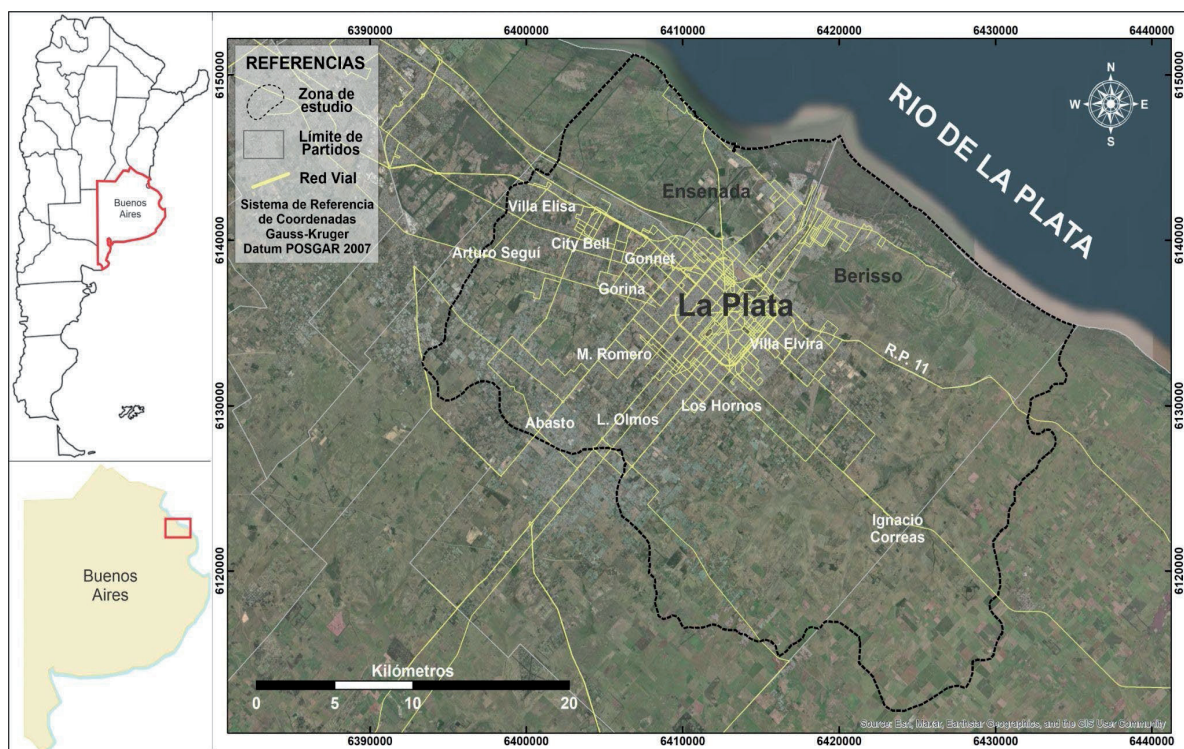 Buenos
Aires
Buenos
Aires
6390000
6400000
6410000
6420000
6430000
6440000
6150000
6140000
6130000
6120000
REFERENCIAS
Zona de
estudio
Límite de
Partidos
Red Vial
Sistema de Referencia
de Coordenadas
Gauss-Kruger
Datum POSGAR 2007
N
W
E
S
RIO DE LA PLATA
Ensenada
Villa Elisa
City Bell
Arturo Seguí
Gonnet
Gorina
Berisso
La Plata
Villa Elvira
R.P. 11
M. Romero
Los Hornos
Abasto
L. Olmos
Ignacio
Correas
Kilómetros
0
5
10
20
Source: Esri, Maxar, Earthstar Geographics, and the GIS User Community
6150000
6140000
6130000
6120000
6390000
6400000
6410000
6420000
6430000
6440000